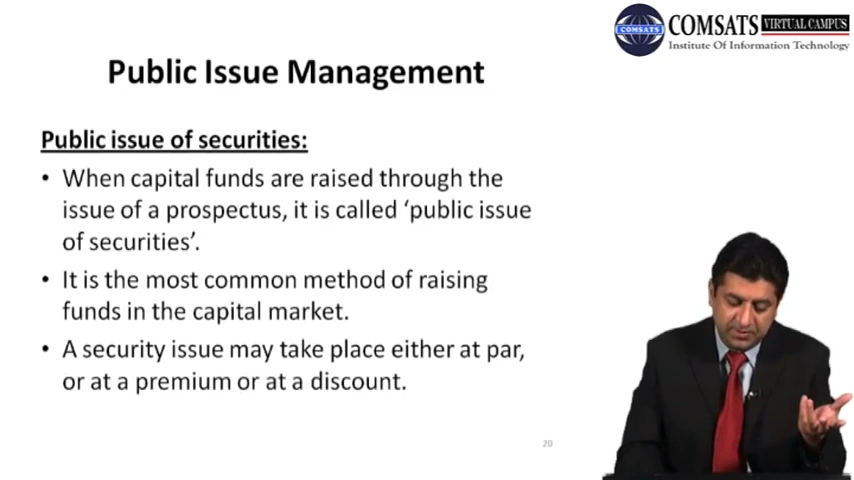 COMSATS
COMSATS VIRTUAL CAMPUS
Institute Of Information Technology
Public Issue Management
Public issue of securities:
• When capital funds are raised through the
issue of a prospectus, it is called ‘public issue
of securities’.
• It is the most common method of raising
funds in the capital market.
• A security issue may take place either at par,
or at a premium or at a discount.
20